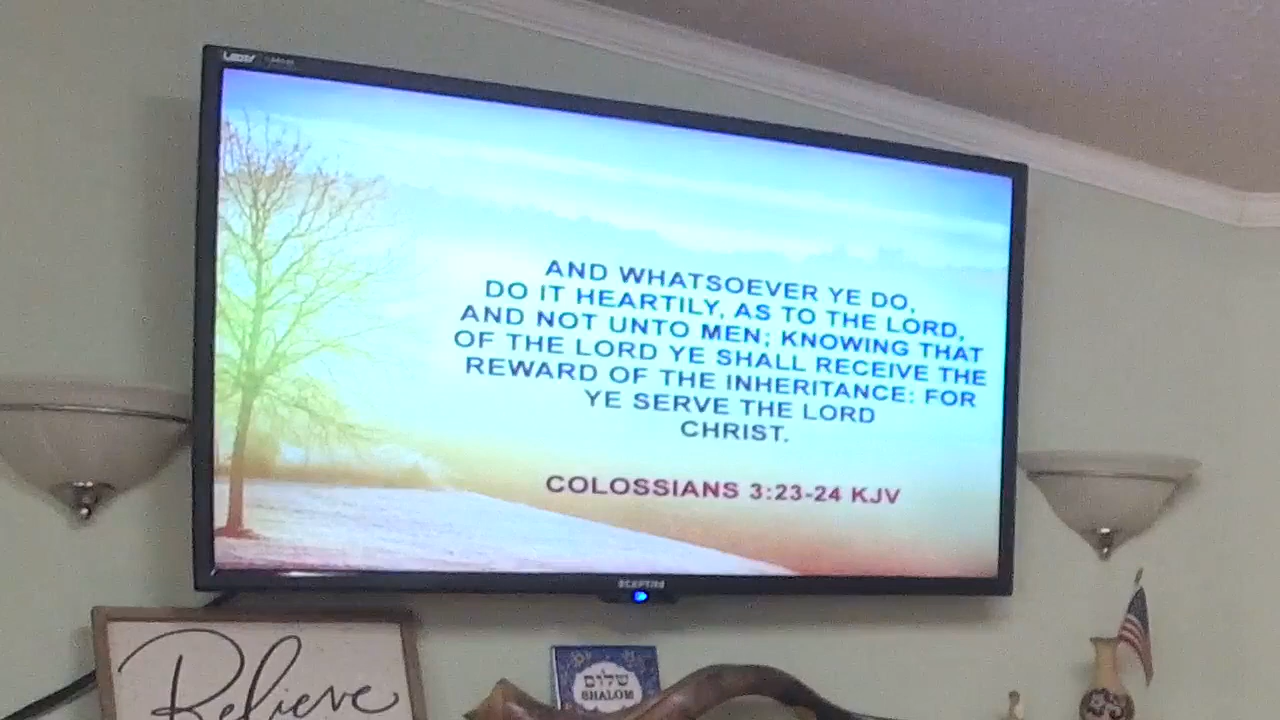 AND WHATSOEVER YE DO,
DO IT HEARTILY, AS TO THE LORD,
AND NOT UNTO MEN; KNOWING THAT
OF THE LORD YE SHALL RECEIVE THE
REWARD OF THE INHERITANCE: FOR
YE SERVE THE LORD
CHRIST.
COLOSSIANS 3:23-24 KJV
SCEPTRE
Believe
שלום
SHALOM